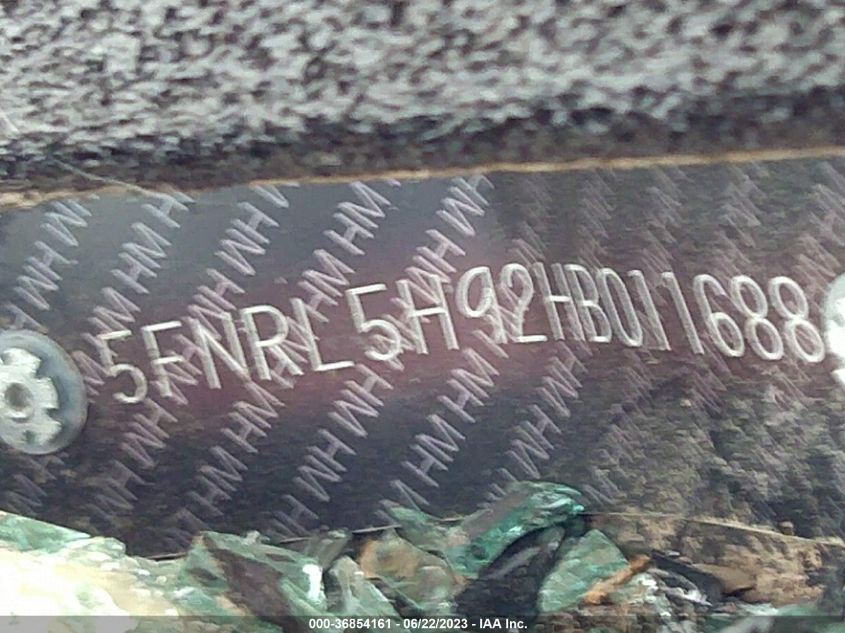 5FNRL5H92HB011688
000-36854161 - 06/22/2023 - IAA Inc.